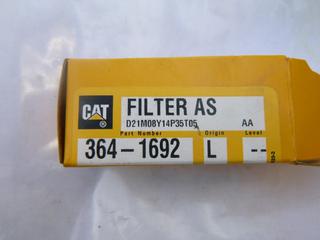 CAT
®
FILTER AS
D21M08Y14P35T05 AA
Part Number Origin Level
364-1692 L --